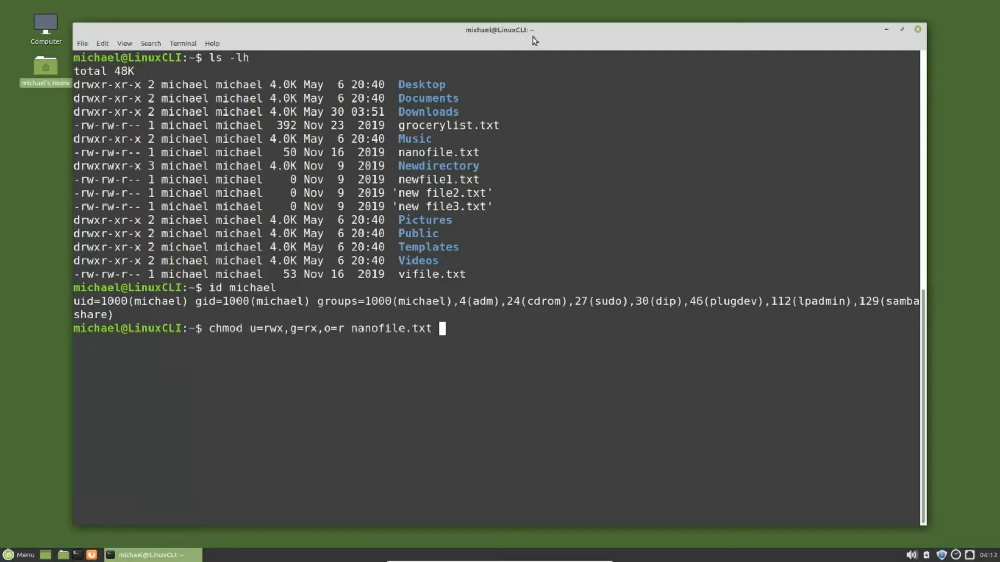 Computer
michael's Home
michael@LinuxCLI: ~
File Edit View Search Terminal Help
michael@LinuxCLI:~$ ls -lh
total 48K
drwxr-xr-x 2 michael michael 4.0K May  6 20:40  Desktop
drwxr-xr-x 2 michael michael 4.0K May  6 20:40  Documents
drwxr-xr-x 2 michael michael 4.0K May 30 03:51  Downloads
-rw-rw-r-- 1 michael michael  392 Nov 23  2019  grocerylist.txt
drwxr-xr-x 2 michael michael 4.0K May  6 20:40  Music
-rw-rw-r-- 1 michael michael   50 Nov 16  2019  nanofile.txt
drwxrwxr-x 3 michael michael 4.0K Nov  9  2019  Newdirectory
-rw-rw-r-- 1 michael michael    0 Nov  9  2019  newfile1.txt
-rw-rw-r-- 1 michael michael    0 Nov  9  2019 'new file2.txt'
-rw-rw-r-- 1 michael michael    0 Nov  9  2019 'new file3.txt'
drwxr-xr-x 2 michael michael 4.0K May  6 20:40  Pictures
drwxr-xr-x 2 michael michael 4.0K May  6 20:40  Public
drwxr-xr-x 2 michael michael 4.0K May  6 20:40  Templates
drwxr-xr-x 2 michael michael 4.0K May  6 20:40  Videos
-rw-rw-r-- 1 michael michael   53 Nov 16  2019  vifile.txt
michael@LinuxCLI:~$ id michael
uid=1000(michael) gid=1000(michael) groups=1000(michael),4(adm),24(cdrom),27(sudo),30(dip),46(plugdev),112(lpadmin),129(samba
share)
michael@LinuxCLI:~$ chmod u=rwx,g=rx,o=r nanofile.txt
Menu michael@LinuxCLI: ~ 04:12